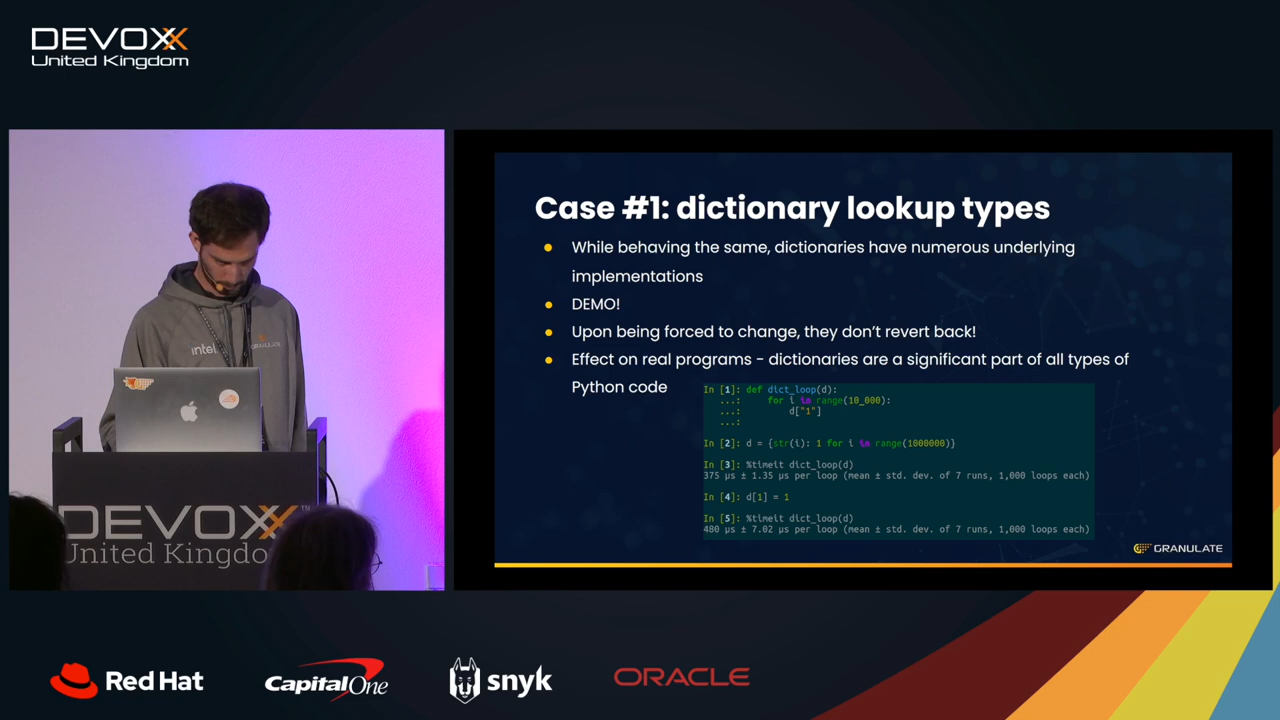 DEVOXX
United Kingdom
intel
GRANULATE
DEVOXX
United Kingdo
Case #1: dictionary lookup types
● While behaving the same, dictionaries have numerous underlying
implementations
● DEMO!
● Upon being forced to change, they don't revert back!
● Effect on real programs - dictionaries are a significant part of all types of
Python code
In [1]: def dict_loop(d):
...:     for i in range(10_000):
...:         d["1"]
...:
In [2]: d = {str(i): 1 for i in range(1000000)}
In [3]: %timeit dict_loop(d)
375 µs ± 1.35 µs per loop (mean ± std. dev. of 7 runs, 1,000 loops each)
In [4]: d[1] = 1
In [5]: %timeit dict_loop(d)
480 µs ± 7.02 µs per loop (mean ± std. dev. of 7 runs, 1,000 loops each)
GRANULATE
Red Hat
Capital One
snyk
ORACLE